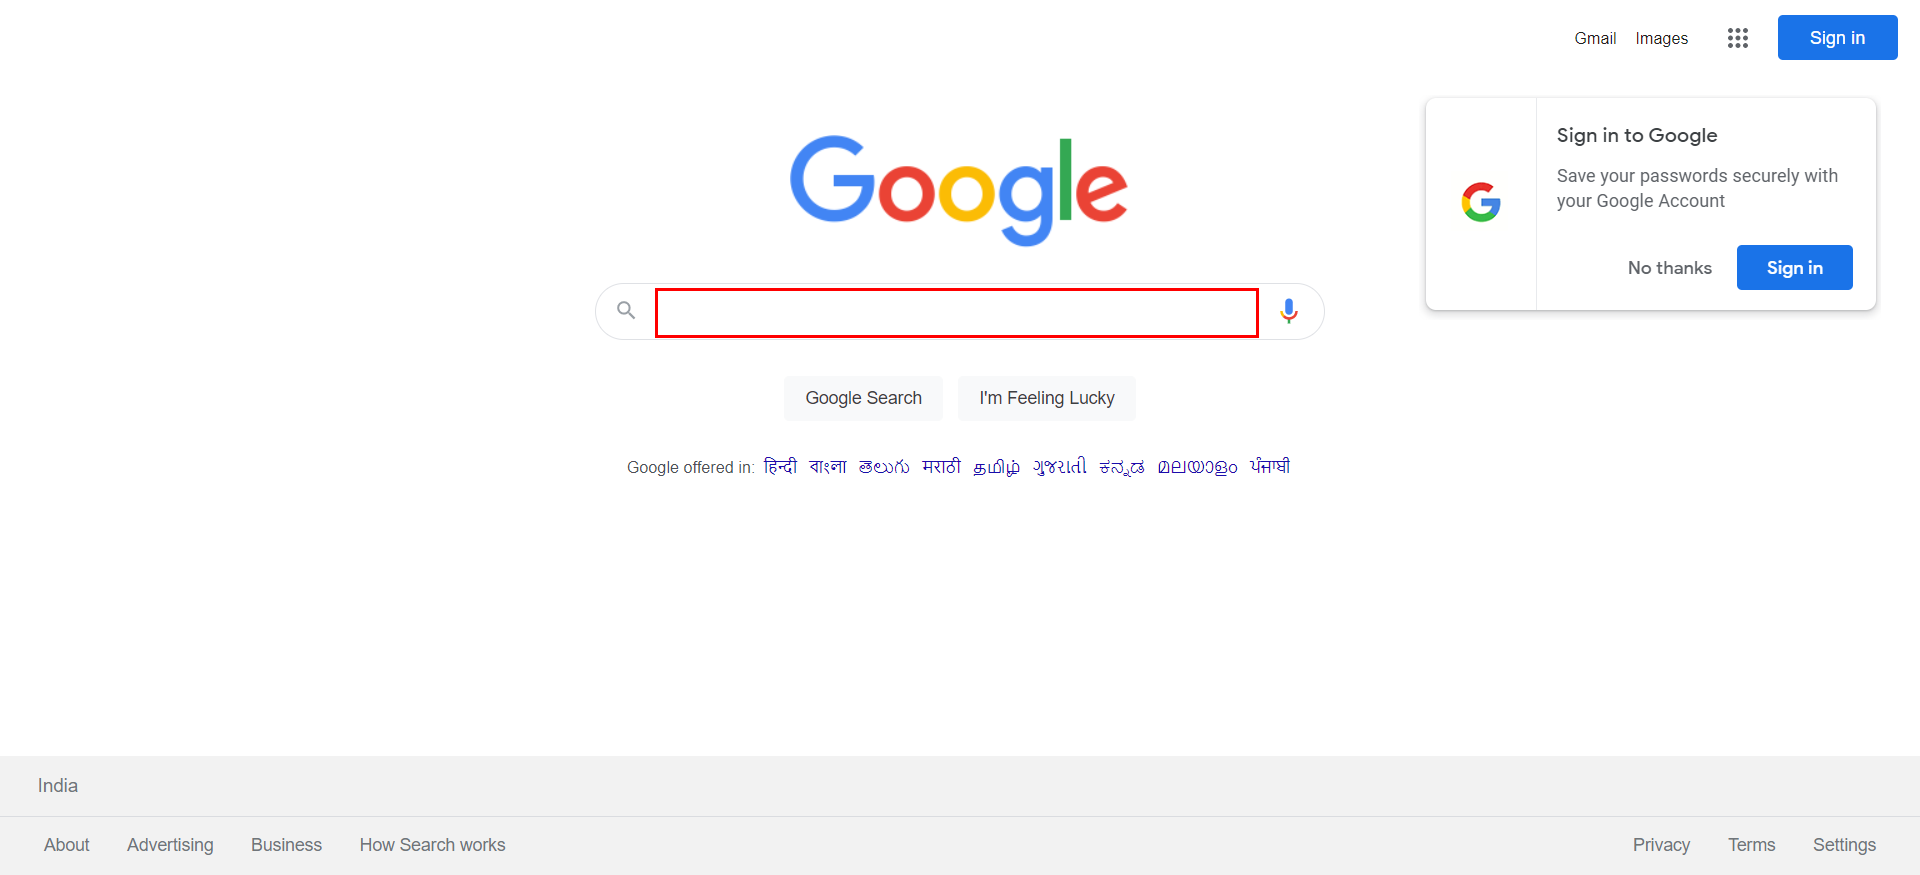 Gmail Images Sign in
Google
Sign in to Google
Save your passwords securely with
your Google Account
No thanks Sign in
Google Search I'm Feeling Lucky
Google offered in: हिन्दी বাংলা తెలుగు मराठी தமிழ் ગુજરાતી ಕನ್ನಡ മലയാളം ਪੰਜਾਬੀ
India
About Advertising Business How Search works Privacy Terms Settings